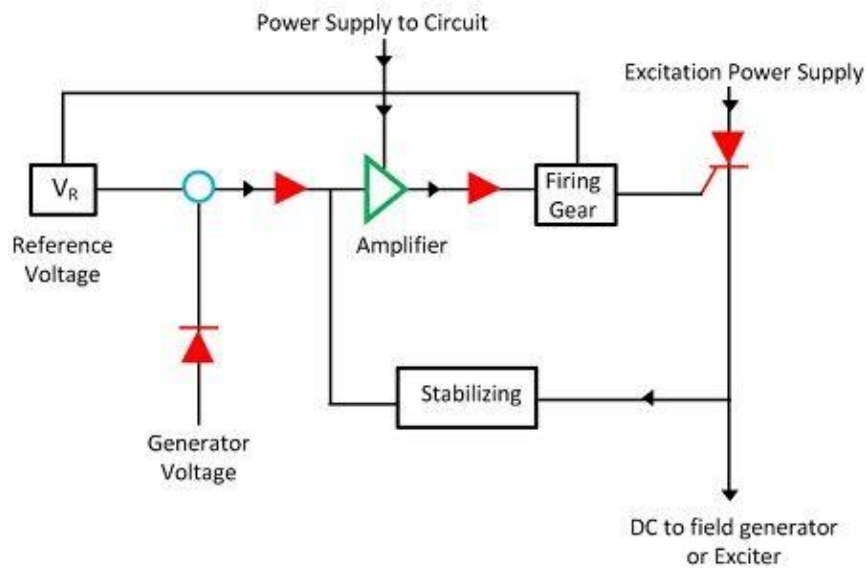 Power Supply to Circuit
Excitation Power Supply
VR
Firing
Gear
Reference
Voltage
Amplifier
Stabilizing
Generator
Voltage
DC to field generator
or Exciter